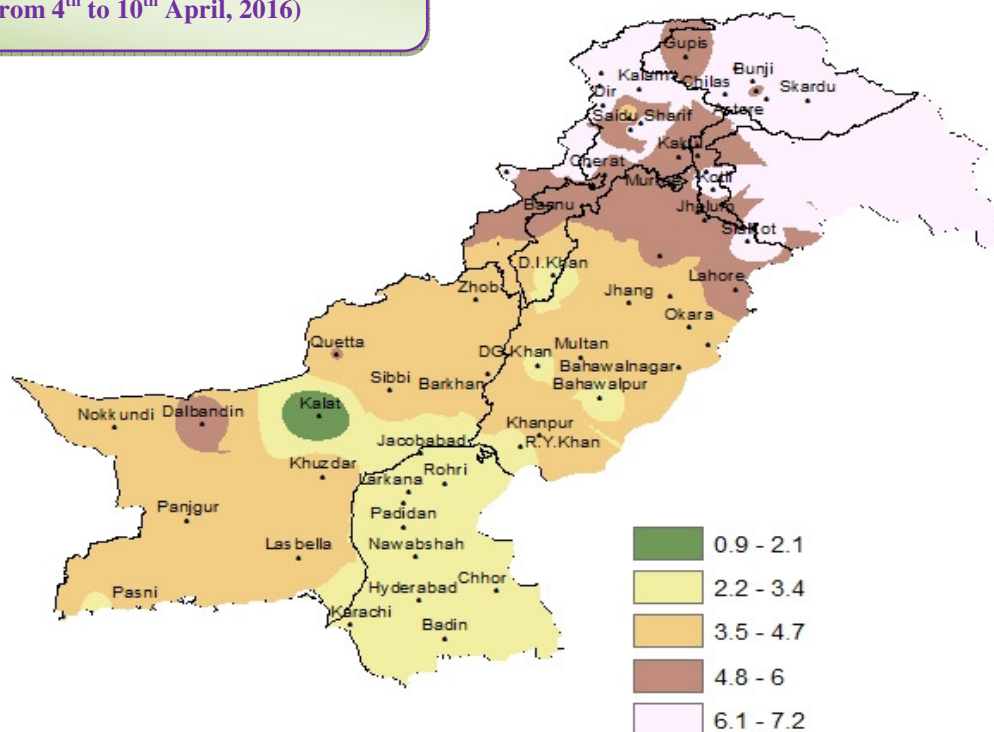 rom 4th to 10th April, 2016)
Gupis
Kalam
Chilas
Bunji
Skardu
Dir
Astore
Saidu Sharif
Kakul
Cherat
Murree
Kotli
Bannu
Jhelum
Sialkot
D.I.Khan
Lahore
Zhob
Jhang
Okara
Quetta
DG.Khan
Multan
Bahawalnagar
Sibbi
Barkhan
Bahawalpur
Kalat
Nokkundi
Dalbandin
Khanpur
Jacobabad
R.Y.Khan
Khuzdar
Rohri
Larkana
Panjgur
Padidan
Lasbella
Nawabshah
Pasni
Hyderabad
Chhor
Karachi
Badin
0.9 - 2.1
2.2 - 3.4
3.5 - 4.7
4.8 - 6
6.1 - 7.2